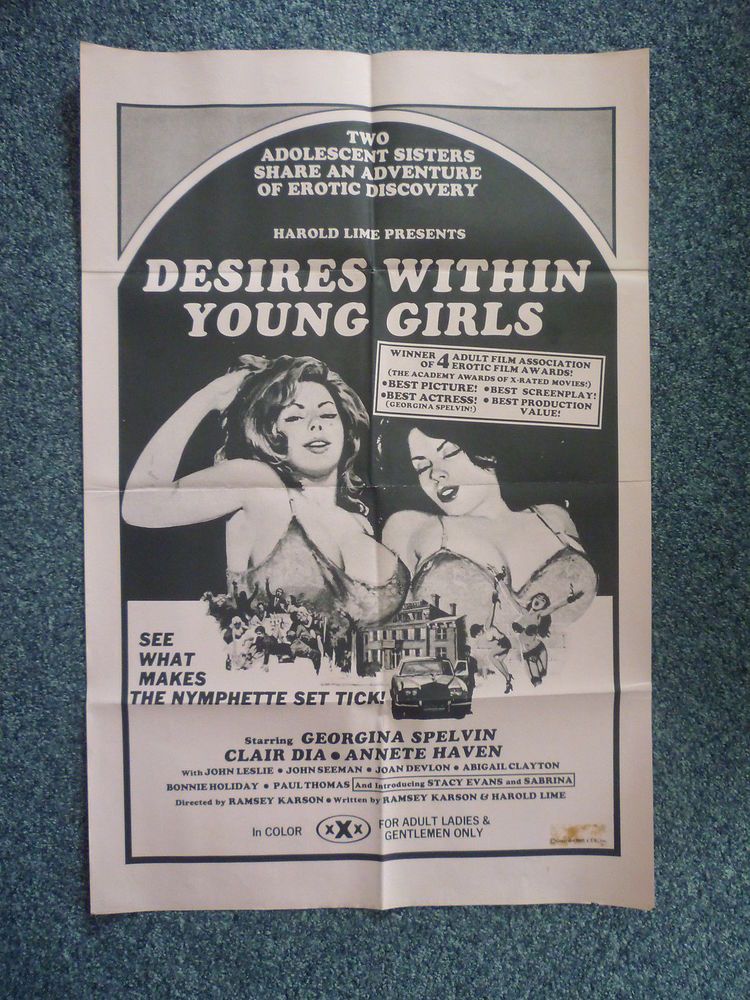 TWO
ADOLESCENT SISTERS
SHARE AN ADVENTURE
OF EROTIC DISCOVERY
HAROLD LIME PRESENTS
DESIRES WITHIN
YOUNG GIRLS
WINNER 4 ADULT FILM ASSOCIATION
OF EROTIC FILM AWARDS!
(THE ACADEMY AWARDS OF X-RATED MOVIES!)
•BEST PICTURE! •BEST SCREENPLAY!
•BEST ACTRESS! •BEST PRODUCTION
(GEORGINA SPELVIN!) VALUE!
SEE
WHAT
MAKES
THE NYMPHETTE SET TICK!
Starring GEORGINA SPELVIN
CLAIR DIA • ANNETE HAVEN
With JOHN LESLIE • JOHN SEEMAN • JOAN DEVLON • ABIGAIL CLAYTON
BONNIE HOLIDAY • PAUL THOMAS And Introducing STACY EVANS and SABRINA
Directed by RAMSEY KARSON • Written by RAMSEY KARSON & HAROLD LIME
In COLOR XXX FOR ADULT LADIES &
GENTLEMEN ONLY